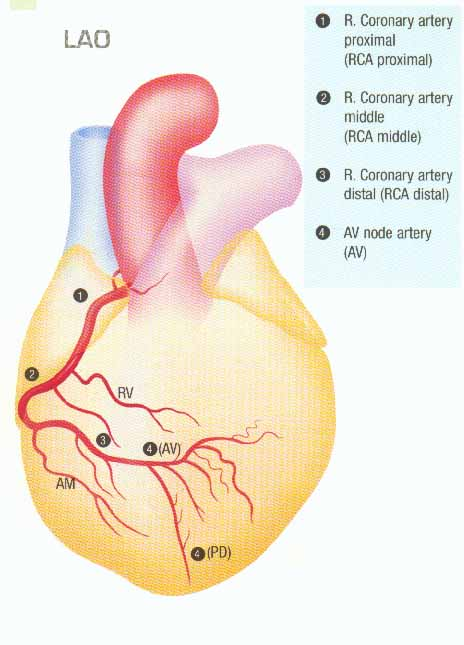 LAO
1 R. Coronary artery
proximal
(RCA proximal)
2 R. Coronary artery
middle
(RCA middle)
3 R. Coronary artery
distal (RCA distal)
4 AV node artery
(AV)
1
2
RV
3
4 (AV)
AM
4 (PD)